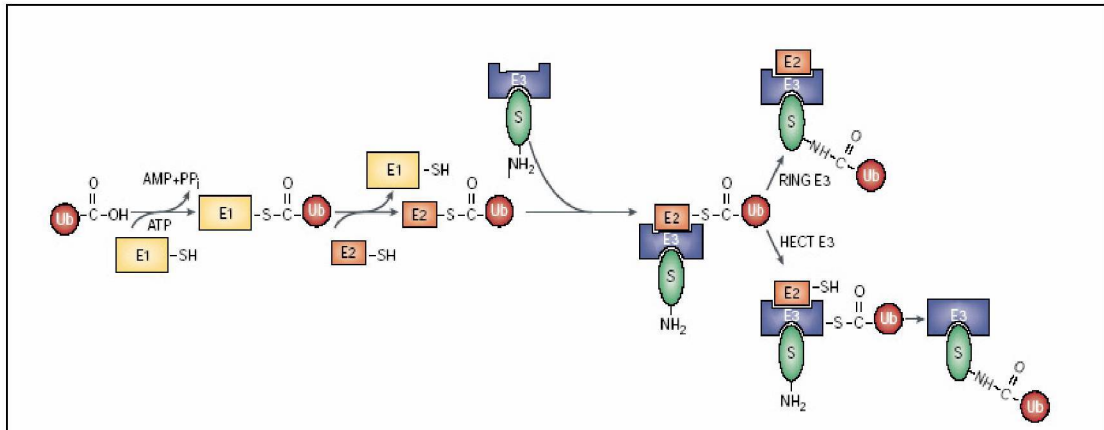 Ub
O
C
OH
AMP+PPi
ATP
E1
-SH
E1
-S-C-
O
Ub
E1
-SH
E2
-SH
E2
-S-C-
O
Ub
E3
S
NH2
E2
-S-C-
O
Ub
E3
S
NH2
RING E3
E2
E3
S
NH-C
O
Ub
HECT E3
E2
-SH
E3
-S-C-
O
Ub
S
NH2
E3
S
NH-C
O
Ub